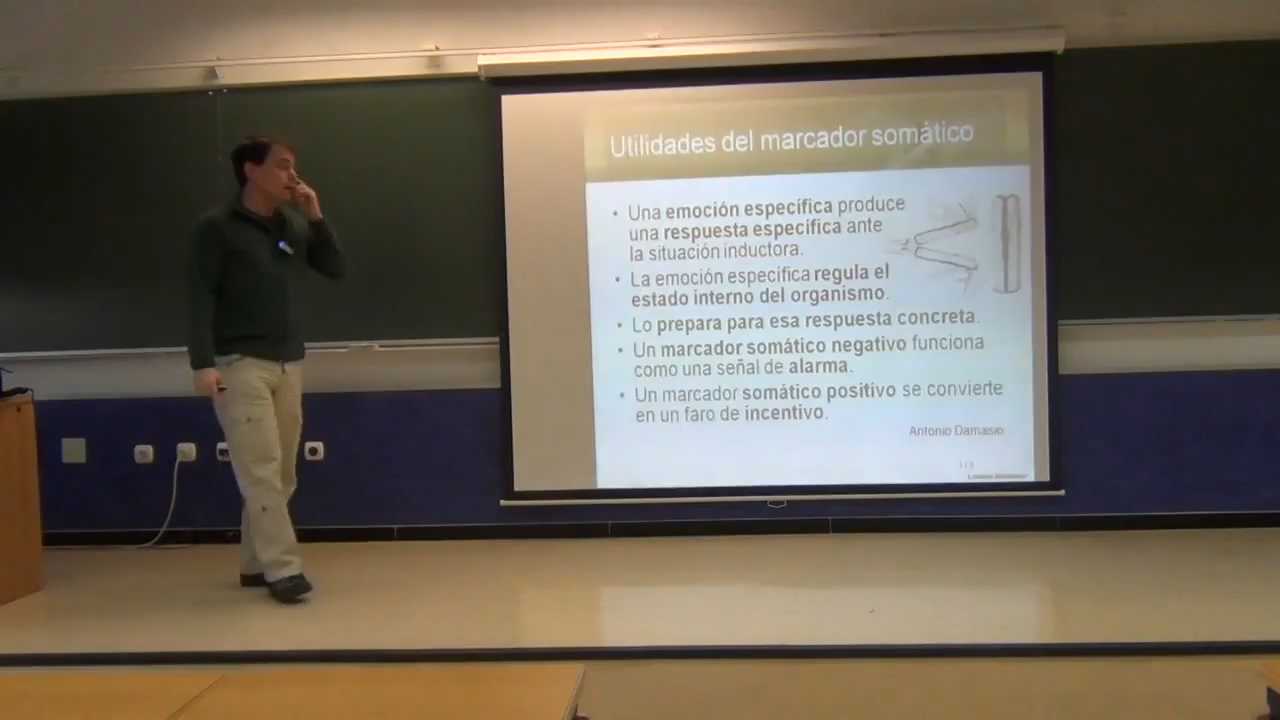 Utilidades del marcador somático
• Una emoción específica produce
una respuesta específica ante
la situación inductora.
• La emoción específica regula el
estado interno del organismo.
• Lo prepara para esa respuesta concreta.
• Un marcador somático negativo funciona
como una señal de alarma.
• Un marcador somático positivo se convierte
en un faro de incentivo.
Antonio Damasio